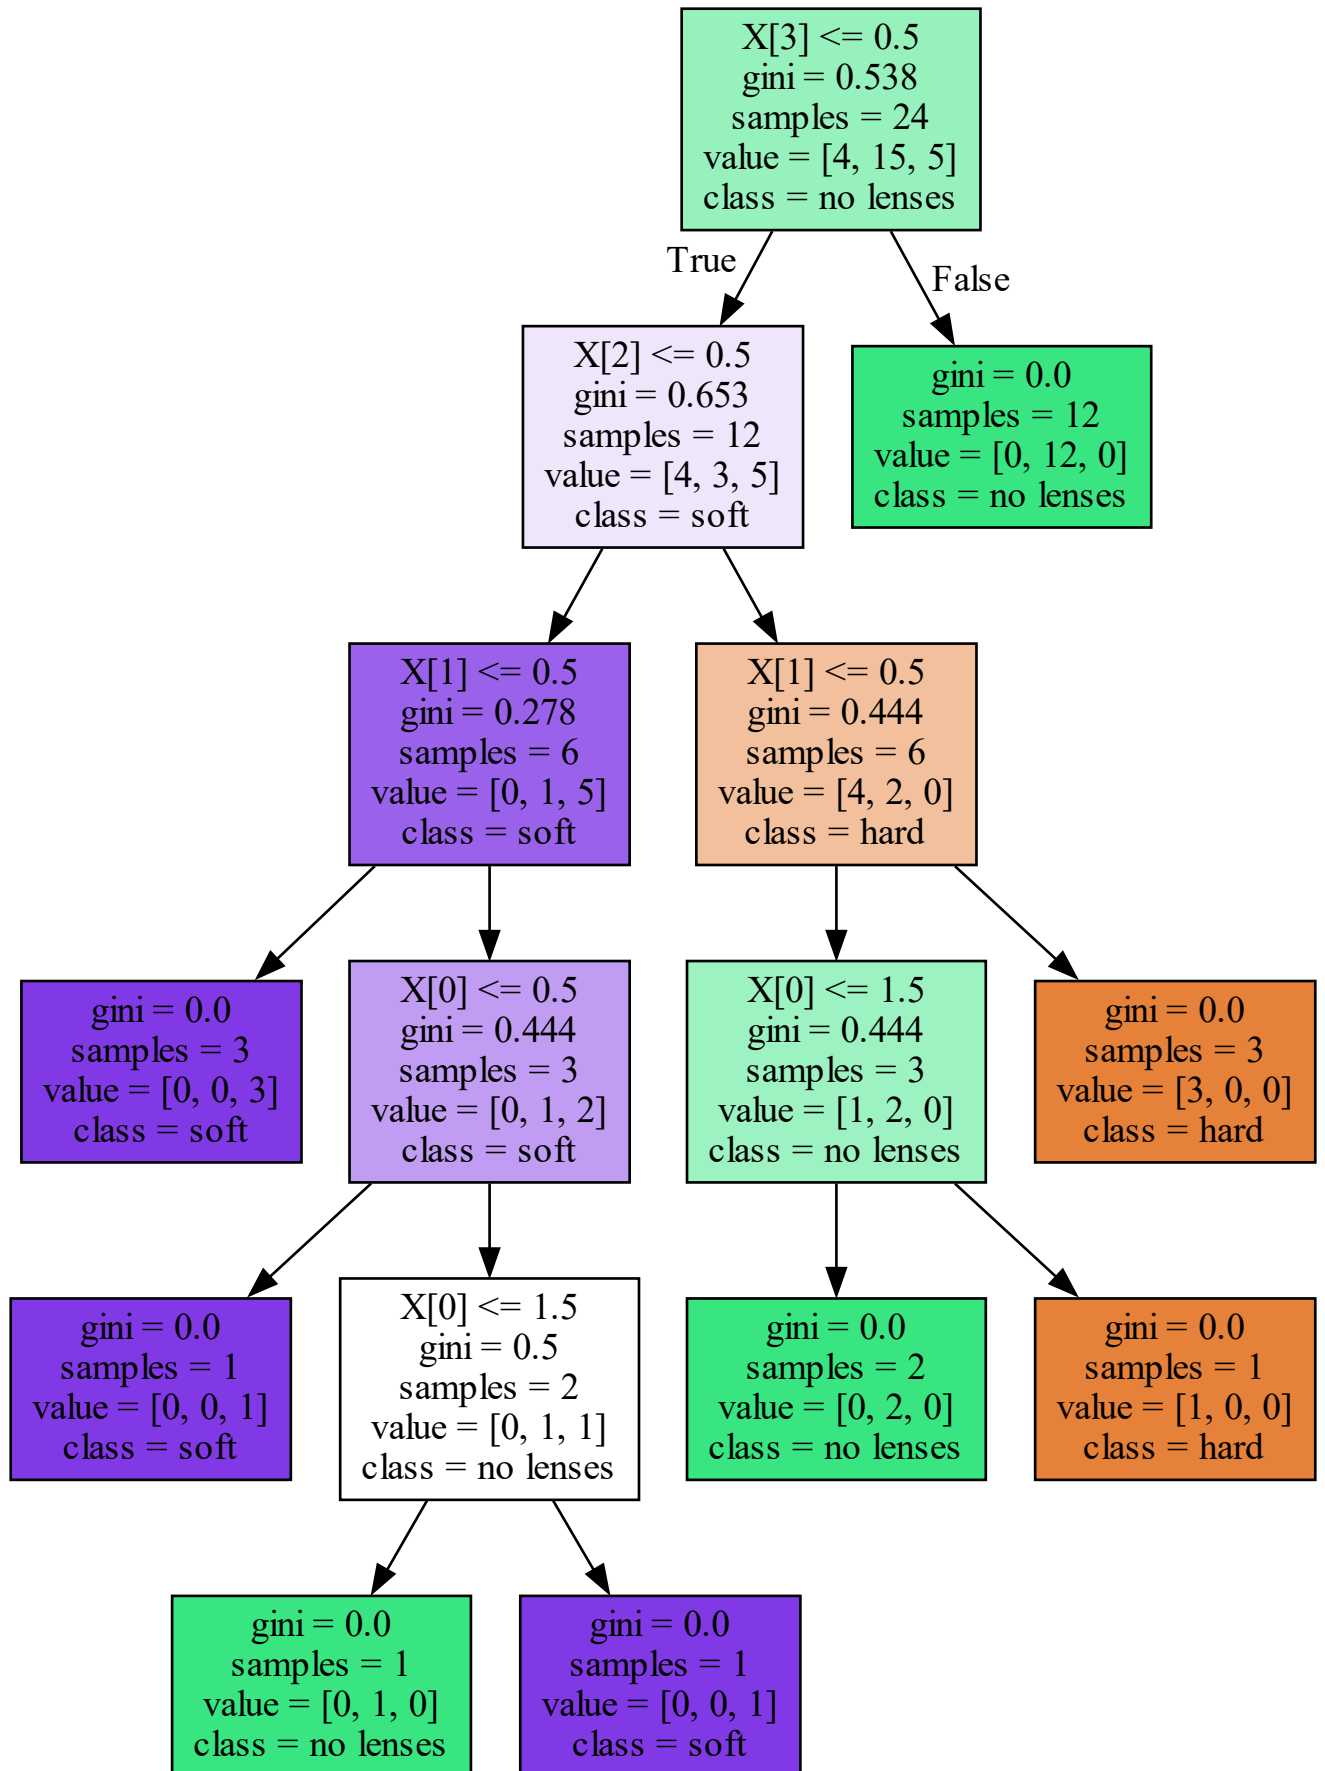 X[3] <= 0.5
gini = 0.538
samples = 24
value = [4, 15, 5]
class = no lenses
True
False
X[2] <= 0.5
gini = 0.653
samples = 12
value = [4, 3, 5]
class = soft
gini = 0.0
samples = 12
value = [0, 12, 0]
class = no lenses
X[1] <= 0.5
gini = 0.278
samples = 6
value = [0, 1, 5]
class = soft
X[1] <= 0.5
gini = 0.444
samples = 6
value = [4, 2, 0]
class = hard
gini = 0.0
samples = 3
value = [0, 0, 3]
class = soft
X[0] <= 0.5
gini = 0.444
samples = 3
value = [0, 1, 2]
class = soft
X[0] <= 1.5
gini = 0.444
samples = 3
value = [1, 2, 0]
class = no lenses
gini = 0.0
samples = 3
value = [3, 0, 0]
class = hard
gini = 0.0
samples = 1
value = [0, 0, 1]
class = soft
X[0] <= 1.5
gini = 0.5
samples = 2
value = [0, 1, 1]
class = no lenses
gini = 0.0
samples = 2
value = [0, 2, 0]
class = no lenses
gini = 0.0
samples = 1
value = [1, 0, 0]
class = hard
gini = 0.0
samples = 1
value = [0, 1, 0]
class = no lenses
gini = 0.0
samples = 1
value = [0, 0, 1]
class = soft